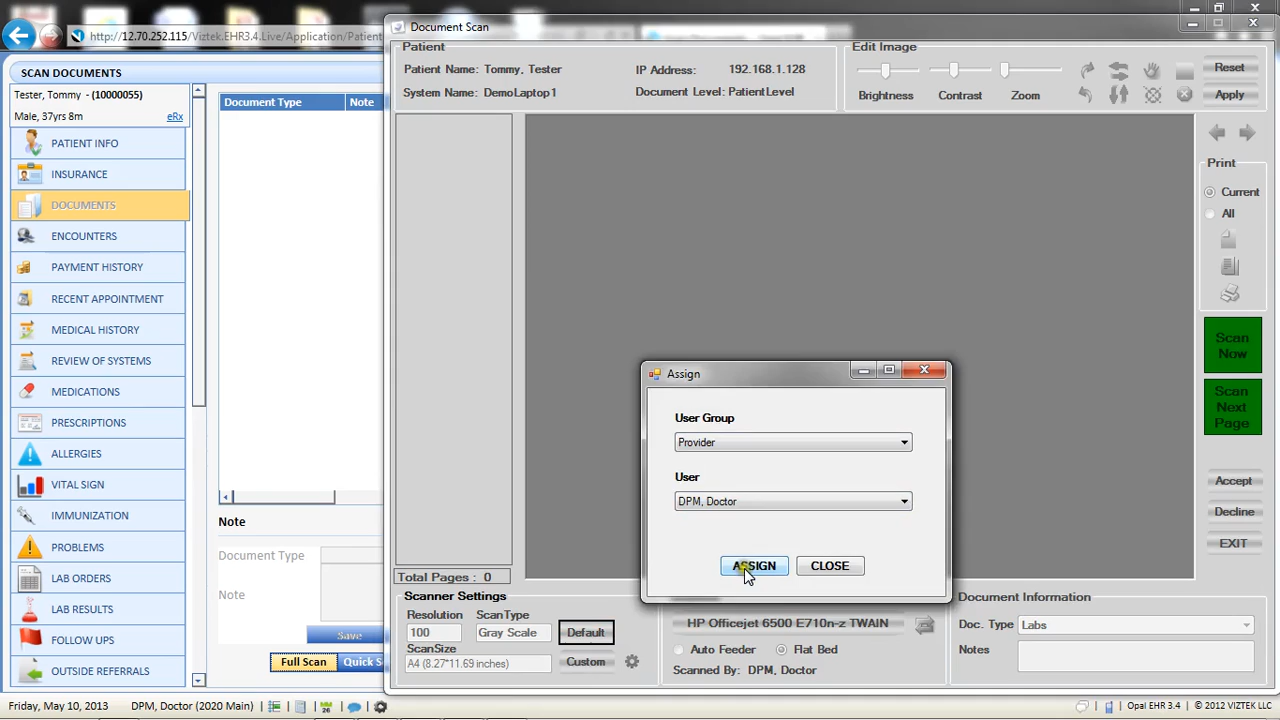 http://12.70.252.115/Viztek.EHR3.4.Live/Application/Patien
SCAN DOCUMENTS
Tester, Tommy - (10000055)
Male, 37yrs 8m
eRx
PATIENT INFO
INSURANCE
DOCUMENTS
ENCOUNTERS
PAYMENT HISTORY
RECENT APPOINTMENT
MEDICAL HISTORY
REVIEW OF SYSTEMS
MEDICATIONS
PRESCRIPTIONS
ALLERGIES
VITAL SIGN
IMMUNIZATION
PROBLEMS
LAB ORDERS
LAB RESULTS
FOLLOW UPS
OUTSIDE REFERRALS
Document Type Note
Note
Document Type
Note
Save
Full Scan Quick S
Document Scan
Patient
Patient Name: Tommy, Tester IP Address: 192.168.1.128
System Name: DemoLaptop1 Document Level: PatientLevel
Edit Image
Brightness Contrast Zoom
Reset
Apply
Print
Current
All
Scan
Now
Scan
Next
Page
Accept
Decline
EXIT
Assign
User Group
Provider
User
DPM, Doctor
ASSIGN CLOSE
Total Pages : 0
Scanner Settings
Resolution ScanType
100 Gray Scale Default
ScanSize
A4 (8.27*11.69 inches) Custom
HP Officejet 6500 E710n-z TWAIN
Auto Feeder Flat Bed
Scanned By: DPM, Doctor
Document Information
Doc. Type Labs
Notes
Friday, May 10, 2013 DPM, Doctor (2020 Main) Opal EHR 3.4 © 2012 VIZTEK LLC